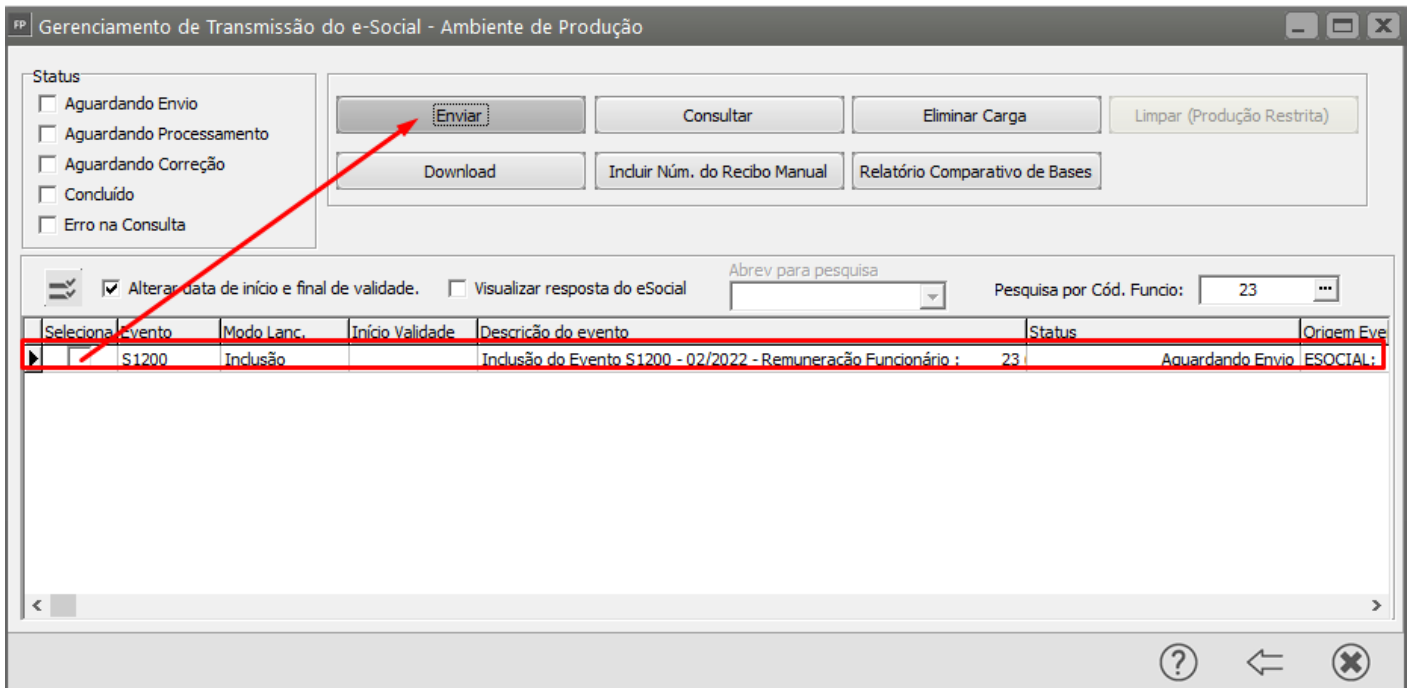 FP Gerenciamento de Transmissão do e-Social - Ambiente de Produção
Status
Aguardando Envio
Aguardando Processamento
Aguardando Correção
Concluído
Erro na Consulta
Enviar Consultar Eliminar Carga Limpar (Produção Restrita)
Download Incluir Núm. do Recibo Manual Relatório Comparativo de Bases
Abrev para pesquisa
Alterar data de início e final de validade. Visualizar resposta do eSocial Pesquisa por Cód. Funcio: 23 ...
Seleciona Evento Modo Lanc. Início Validade Descrição do evento Status Origem Eve
S1200 Inclusão Inclusão do Evento S1200 - 02/2022 - Remuneração Funcionário : 23 ( Aguardando Envio ESOCIAL;